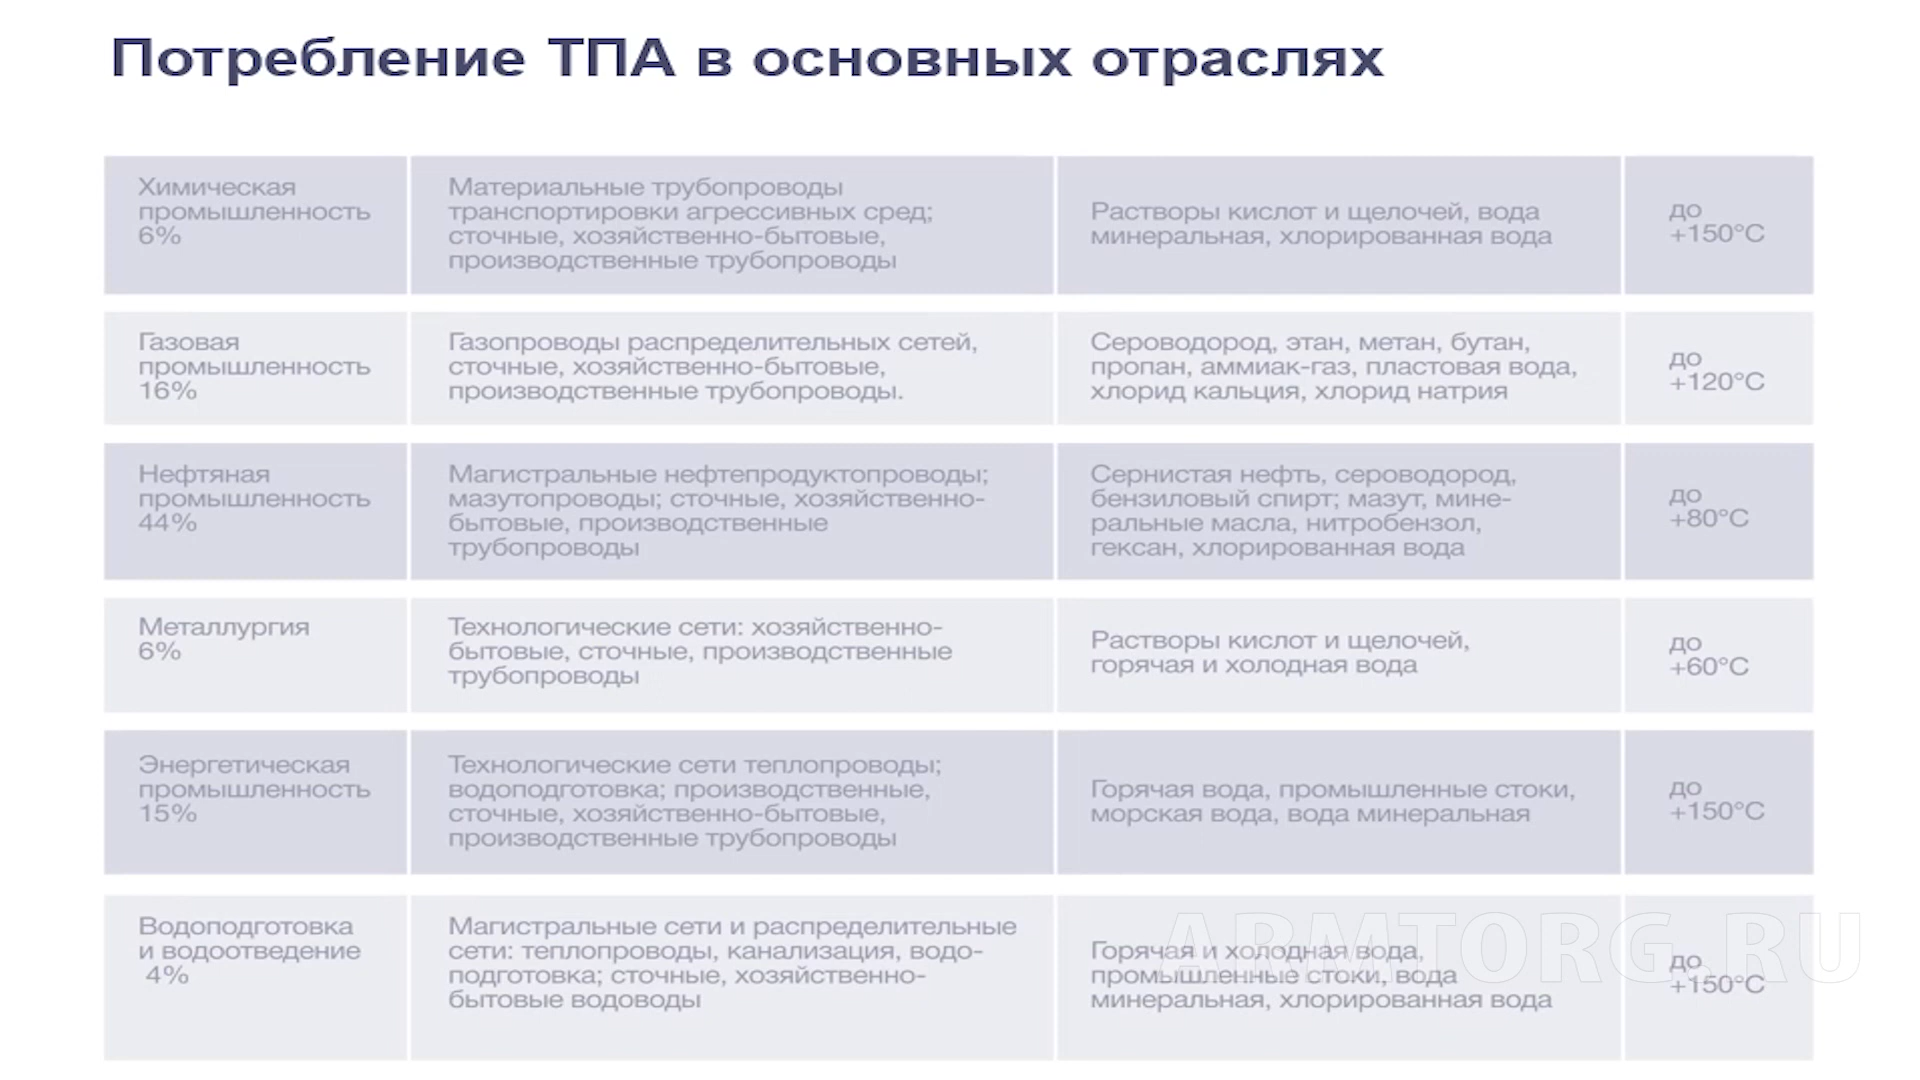 Потребление ТПА в основных отраслях
Химическая
промышленность
6%
Материальные трубопроводы
транспортировки агрессивных сред;
сточные, хозяйственно-бытовые,
производственные трубопроводы
Растворы кислот и щелочей, вода
минеральная, хлорированная вода
до
+150°C
Газовая
промышленность
16%
Газопроводы распределительных сетей,
сточные, хозяйственно-бытовые,
производственные трубопроводы.
Сероводород, этан, метан, бутан,
пропан, аммиак-газ, пластовая вода,
хлорид кальция, хлорид натрия
до
+120°C
Нефтяная
промышленность
44%
Магистральные нефтепродуктопроводы;
мазутопроводы; сточные, хозяйственно-
бытовые, производственные
трубопроводы
Сернистая нефть, сероводород,
бензиловый спирт; мазут, мине-
ральные масла, нитробензол,
гексан, хлорированная вода
до
+80°C
Металлургия
6%
Технологические сети: хозяйственно-
бытовые, сточные, производственные
трубопроводы
Растворы кислот и щелочей,
горячая и холодная вода
до
+60°C
Энергетическая
промышленность
15%
Технологические сети теплопроводы;
водоподготовка; производственные,
сточные, хозяйственно-бытовые,
производственные трубопроводы
Горячая вода, промышленные стоки,
морская вода, вода минеральная
до
+150°C
Водоподготовка
и водоотведение
4%
Магистральные сети и распределительные
сети: теплопроводы, канализация, водо-
подготовка; сточные, хозяйственно-
бытовые водоводы
Горячая и холодная вода,
промышленные стоки, вода
минеральная, хлорированная вода
до
+150°C
ARMTORG.RU